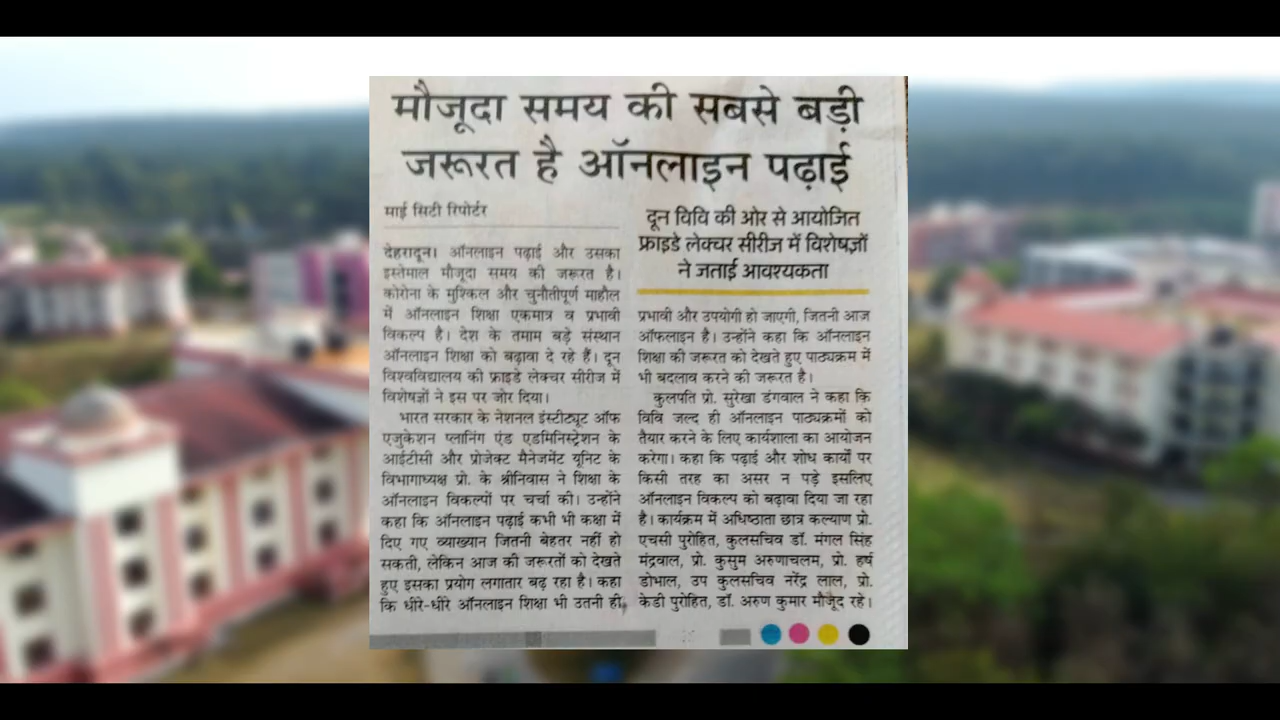 मौजूदा समय की सबसे बड़ी
जरूरत है ऑनलाइन पढ़ाई
माई सिटी रिपोर्टर
देहरादून। ऑनलाइन पढ़ाई और उसका
इस्तेमाल मौजूदा समय की जरूरत है।
कोरोना के मुश्किल और चुनौतीपूर्ण माहौल
में ऑनलाइन शिक्षा एकमात्र व प्रभावी
विकल्प है। देश के तमाम बड़े संस्थान
ऑनलाइन शिक्षा को बढ़ावा दे रहे हैं। दून
विश्वविद्यालय की फ्राइडे लेक्चर सीरीज में
विशेषज्ञों ने इस पर जोर दिया।
भारत सरकार के नेशनल इंस्टीट्यूट ऑफ
एजुकेशन प्लानिंग एंड एडमिनिस्ट्रेशन के
आईटीसी और प्रोजेक्ट मैनेजमेंट यूनिट के
विभागाध्यक्ष प्रो. के श्रीनिवास ने शिक्षा के
ऑनलाइन विकल्पों पर चर्चा की। उन्होंने
कहा कि ऑनलाइन पढ़ाई कभी भी कक्षा में
दिए गए व्याख्यान जितनी बेहतर नहीं हो
सकती, लेकिन आज की जरूरतों को देखते
हुए इसका प्रयोग लगातार बढ़ रहा है। कहा
कि धीरे-धीरे ऑनलाइन शिक्षा भी उतनी ही
दून विवि की ओर से आयोजित
फ्राइडे लेक्चर सीरीज में विशेषज्ञों
ने जताई आवश्यकता
प्रभावी और उपयोगी हो जाएगी, जितनी आज
ऑफलाइन है। उन्होंने कहा कि ऑनलाइन
शिक्षा की जरूरत को देखते हुए पाठ्यक्रम में
भी बदलाव करने की जरूरत है।
कुलपति प्रो. सुरेखा डंगवाल ने कहा कि
विवि जल्द ही ऑनलाइन पाठ्यक्रमों को
तैयार करने के लिए कार्यशाला का आयोजन
करेगा। कहा कि पढ़ाई और शोध कार्यों पर
किसी तरह का असर न पड़े इसलिए
ऑनलाइन विकल्प को बढ़ावा दिया जा रहा
है। कार्यक्रम में अधिष्ठाता छात्र कल्याण प्रो.
एचसी पुरोहित, कुलसचिव डॉ. मंगल सिंह
मंद्रवाल, प्रो. कुसुम अरुणाचलम, प्रो. हर्ष
डोभाल, उप कुलसचिव नरेंद्र लाल, प्रो.
केडी पुरोहित, डॉ. अरुण कुमार मौजूद रहे।